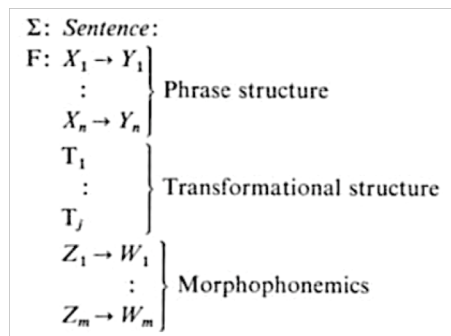 Σ: Sentence:
F: X₁ → Y₁
:
Phrase structure
Xₙ → Yₙ
T₁
:
Transformational structure
Tⱼ
Z₁ → W₁
:
Morphophonemics
Zₘ → Wₘ